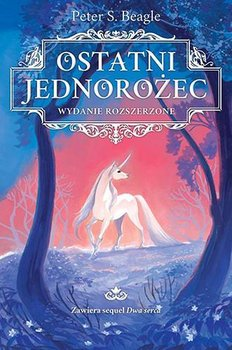 Peter S. Beagle
OSTATNI
JEDNOROŻEC
WYDANIE ROZSZERZONE
Zawiera sequel Dwa serca